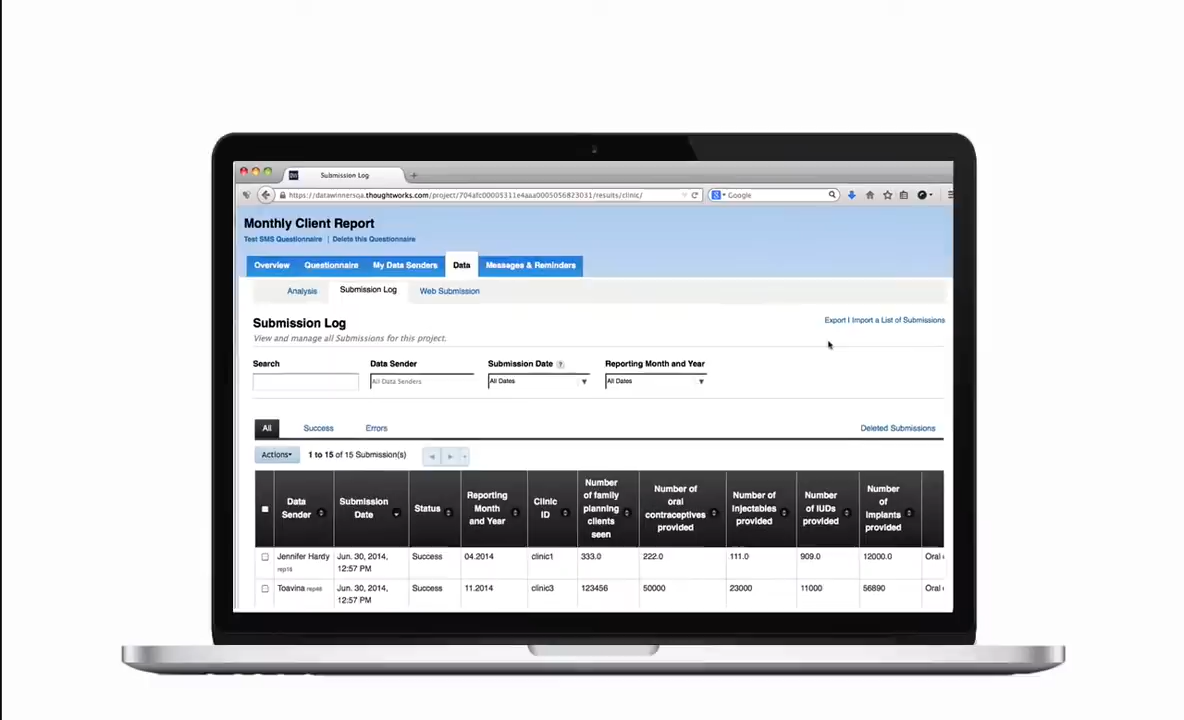 Submission Log
https://datawinnersqa.thoughtworks.com/project/704afc00005311e4aaa0005056823031/results/clinic/
Google
Monthly Client Report
Test SMS Questionnaire | Delete this Questionnaire
Overview Questionnaire My Data Senders Data Messages & Reminders
Analysis Submission Log Web Submission
Submission Log
Export | Import a List of Submissions
View and manage all Submissions for this project.
Search Data Sender Submission Date ? Reporting Month and Year
All Data Senders All Dates All Dates
All Success Errors Deleted Submissions
Actions 1 to 15 of 15 Submission(s)
Data Sender Submission Date Status Reporting Month and Year Clinic ID Number of family planning clients seen Number of oral contraceptives provided Number of Injectables provided Number of IUDs provided Number of Implants provided
Jennifer Hardy Jun. 30, 2014, Success 04.2014 clinic1 333.0 222.0 111.0 909.0 12000.0 Oral
12:57 PM
Toavina Jun. 30, 2014, Success 11.2014 clinic3 123456 50000 23000 11000 56890 Oral
12:57 PM